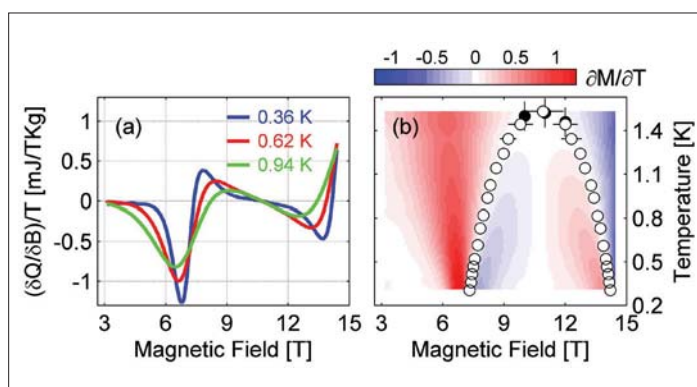 -1 -0.5 0 0.5 1
∂M/∂T
(a)
0.36 K
0.62 K
0.94 K
(b)
1
0.5
0
-0.5
-1
(δQ/δB)/T [mJ/TKg]
3 6 9 12 15
Magnetic Field [T]
1.4
1.1
0.8
0.5
0.2
Temperature [K]
6 9 12 15
Magnetic Field [T]